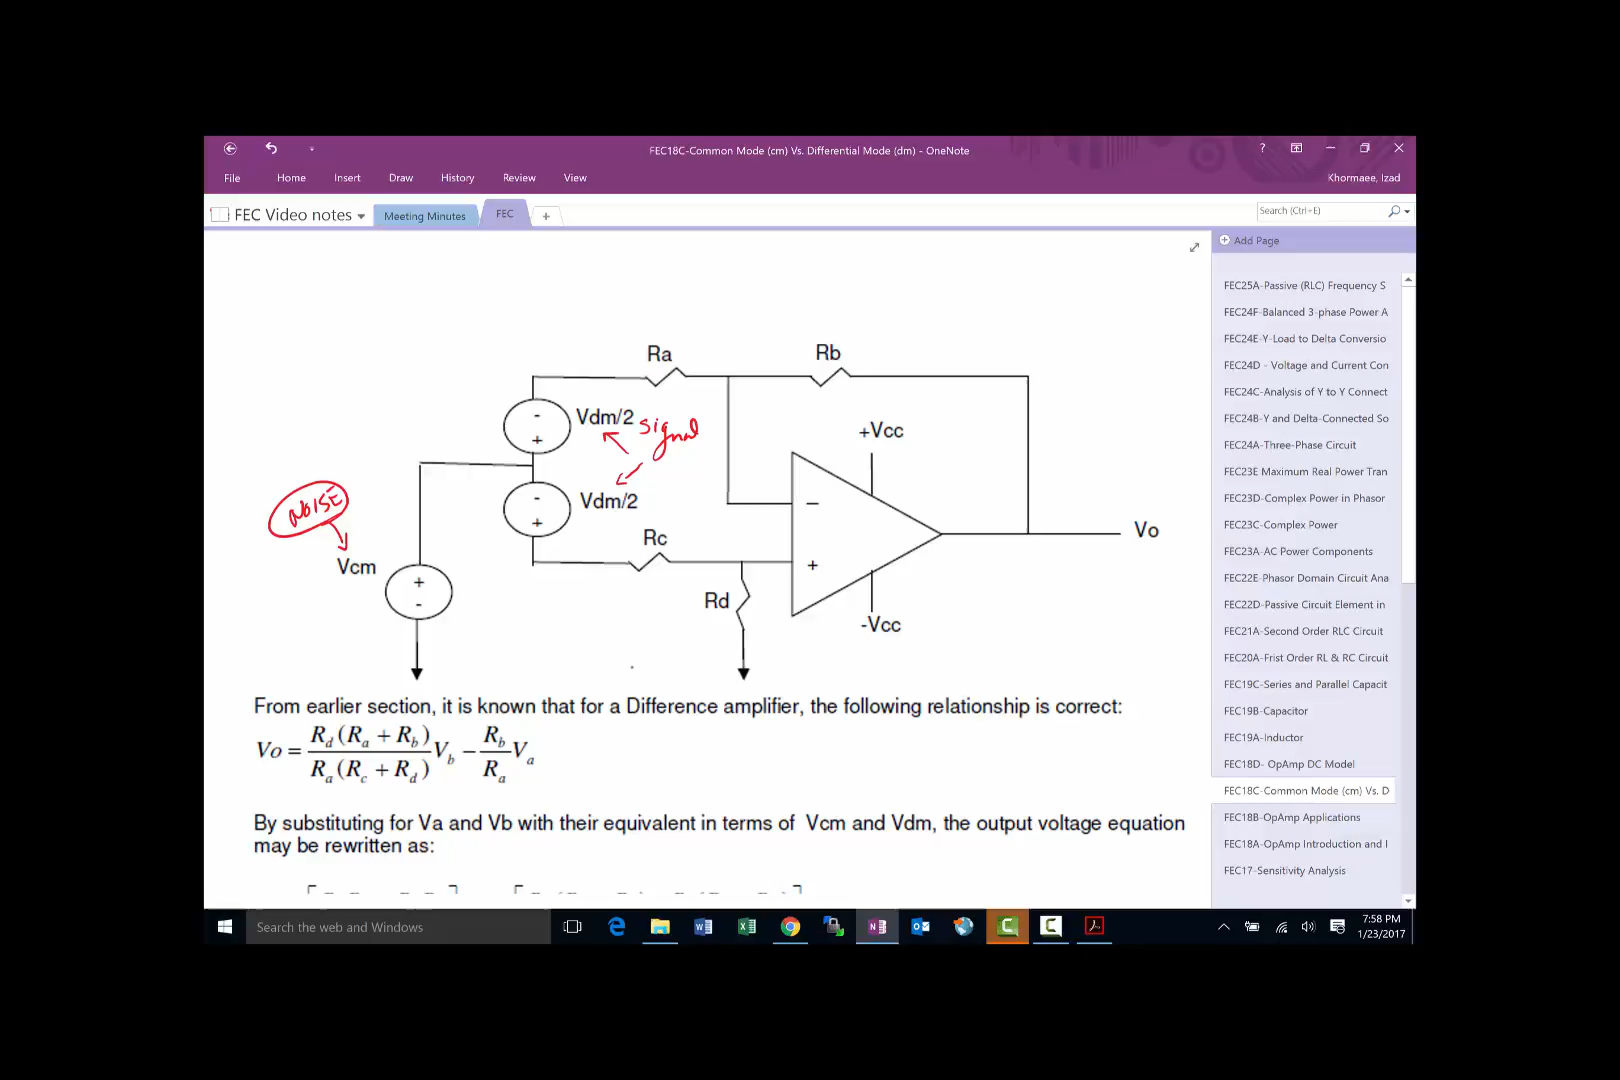 FEC18C-Common Mode (cm) Vs. Differential Mode (dm) - OneNote
?
File Home Insert Draw History Review View
Khormaee, Izad
FEC Video notes
Meeting Minutes
FEC
+
Search (Ctrl+E)
Add Page
FEC25A-Passive (RLC) Frequency S
FEC24F-Balanced 3-phase Power A
FEC24E-Y-Load to Delta Conversio
FEC24D - Voltage and Current Con
FEC24C-Analysis of Y to Y Connect
FEC24B-Y and Delta-Connected So
FEC24A-Three-Phase Circuit
FEC23E Maximum Real Power Tran
FEC23D-Complex Power in Phasor
FEC23C-Complex Power
FEC23A-AC Power Components
FEC22E-Phasor Domain Circuit Ana
FEC22D-Passive Circuit Element in
FEC21A-Second Order RLC Circuit
FEC20A-Frist Order RL & RC Circuit
FEC19C-Series and Parallel Capacit
FEC19B-Capacitor
FEC19A-Inductor
FEC18D- OpAmp DC Model
FEC18C-Common Mode (cm) Vs. D
FEC18B-OpAmp Applications
FEC18A-OpAmp Introduction and I
FEC17-Sensitivity Analysis
Ra
Rb
-
+
Vdm/2
signal
+Vcc
-
+
Vdm/2
NOISE
Vcm
+
-
Rc
Rd
−
+
Vo
-Vcc
From earlier section, it is known that for a Difference amplifier, the following relationship is correct:
Vo = R_d(R_a + R_b) / R_a(R_c + R_d) V_b − R_b / R_a V_a
By substituting for Va and Vb with their equivalent in terms of Vcm and Vdm, the output voltage equation
may be rewritten as:
Search the web and Windows
7:58 PM
1/23/2017